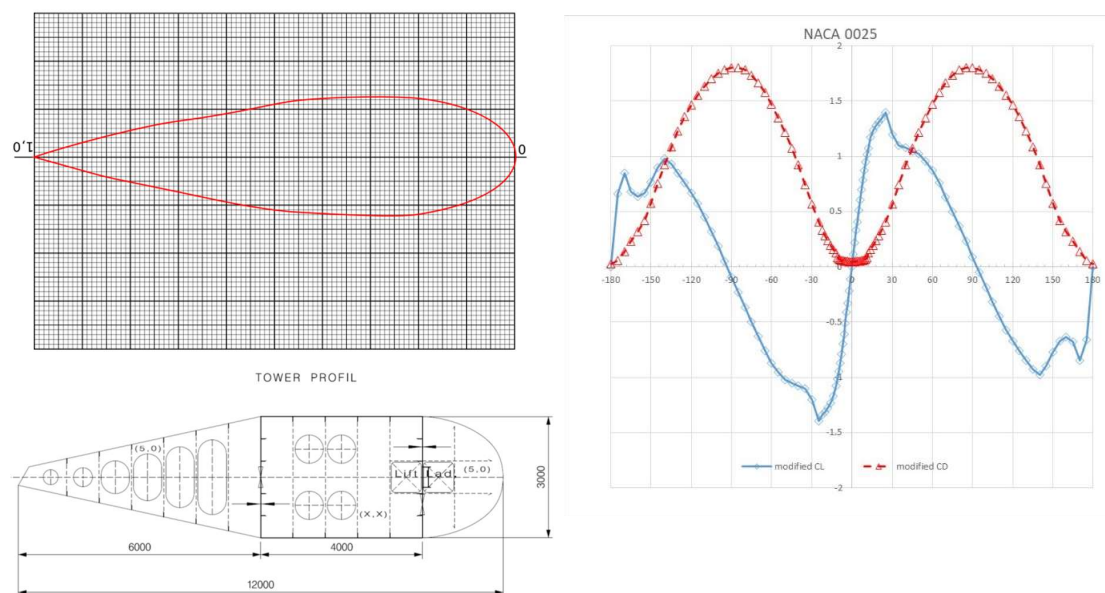 1,0
0
TOWER PROFIL
(5,0)
Lift Lad.
(5,0)
(X,X)
3000
6000
4000
12000
NACA 0025
2
1.5
1
0.5
0
-180 -150 -120 -90 -60 -30 0 30 60 90 120 150 180
-0.5
-1
-1.5
-2
modified CL
modified CD